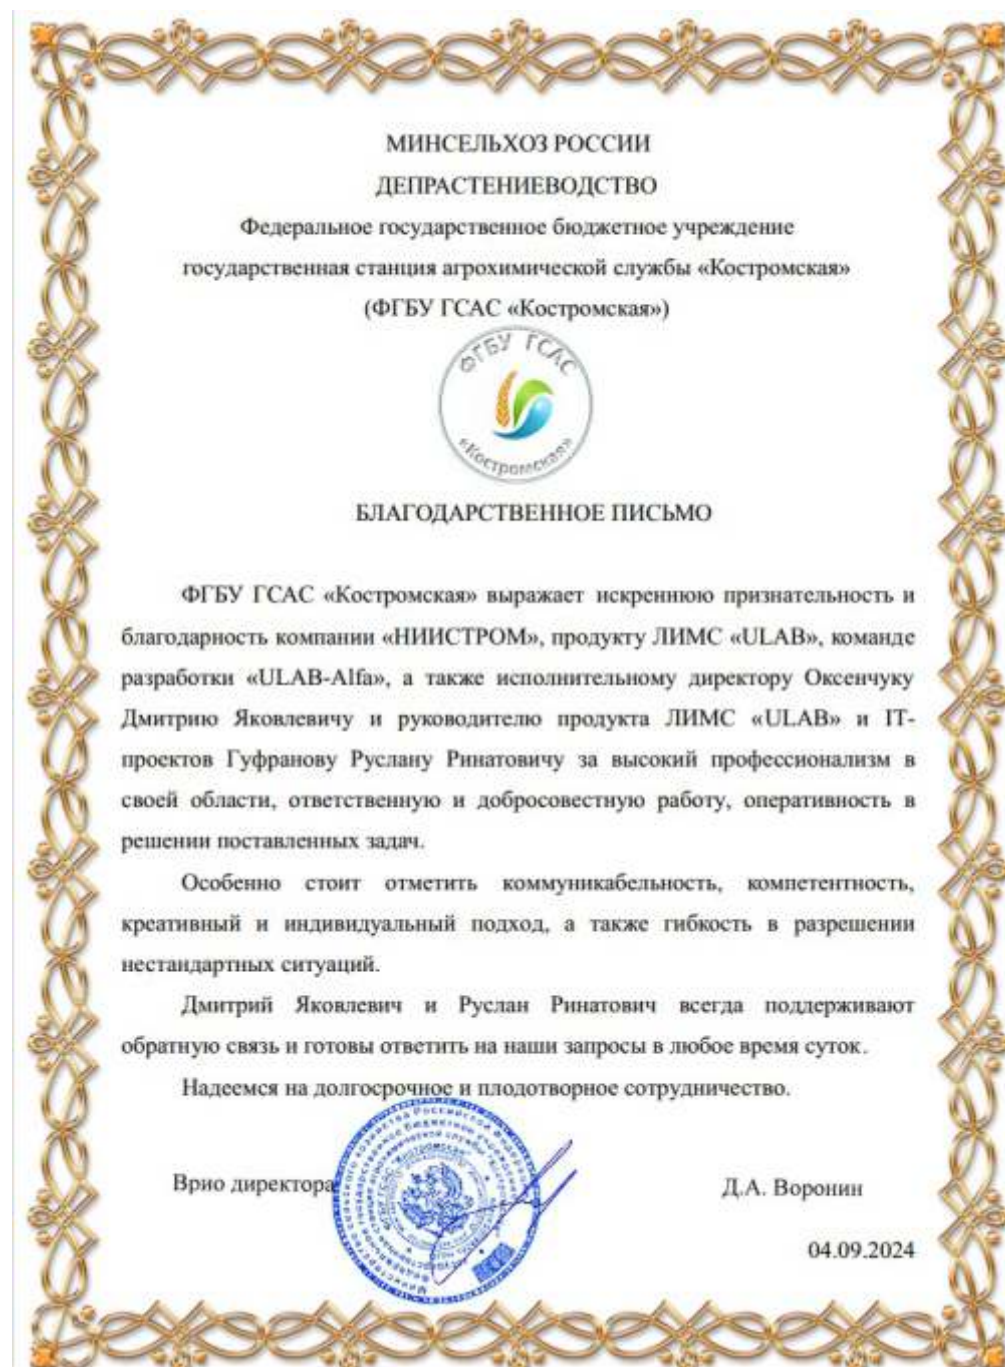 МИНСЕЛЬХОЗ РОССИИ
ДЕПРАСТЕНИЕВОДСТВО
Федеральное государственное бюджетное учреждение
государственная станция агрохимической службы «Костромская»
(ФГБУ ГСАС «Костромская»)
ФГБУ ГСАС
«Костромская»
БЛАГОДАРСТВЕННОЕ ПИСЬМО
ФГБУ ГСАС «Костромская» выражает искреннюю признательность и
благодарность компании «НИИСТРОМ», продукту ЛИМС «ULAB», команде
разработки «ULAB-Alfa», а также исполнительному директору Оксенчуку
Дмитрию Яковлевичу и руководителю продукта ЛИМС «ULAB» и IT-
проектов Гуфранову Руслану Ринатовичу за высокий профессионализм в
своей области, ответственную и добросовестную работу, оперативность в
решении поставленных задач.
Особенно стоит отметить коммуникабельность, компетентность,
креативный и индивидуальный подход, а также гибкость в разрешении
нестандартных ситуаций.
Дмитрий Яковлевич и Руслан Ринатович всегда поддерживают
обратную связь и готовы ответить на наши запросы в любое время суток.
Надеемся на долгосрочное и плодотворное сотрудничество.
Врио директора
Д.А. Воронин
04.09.2024